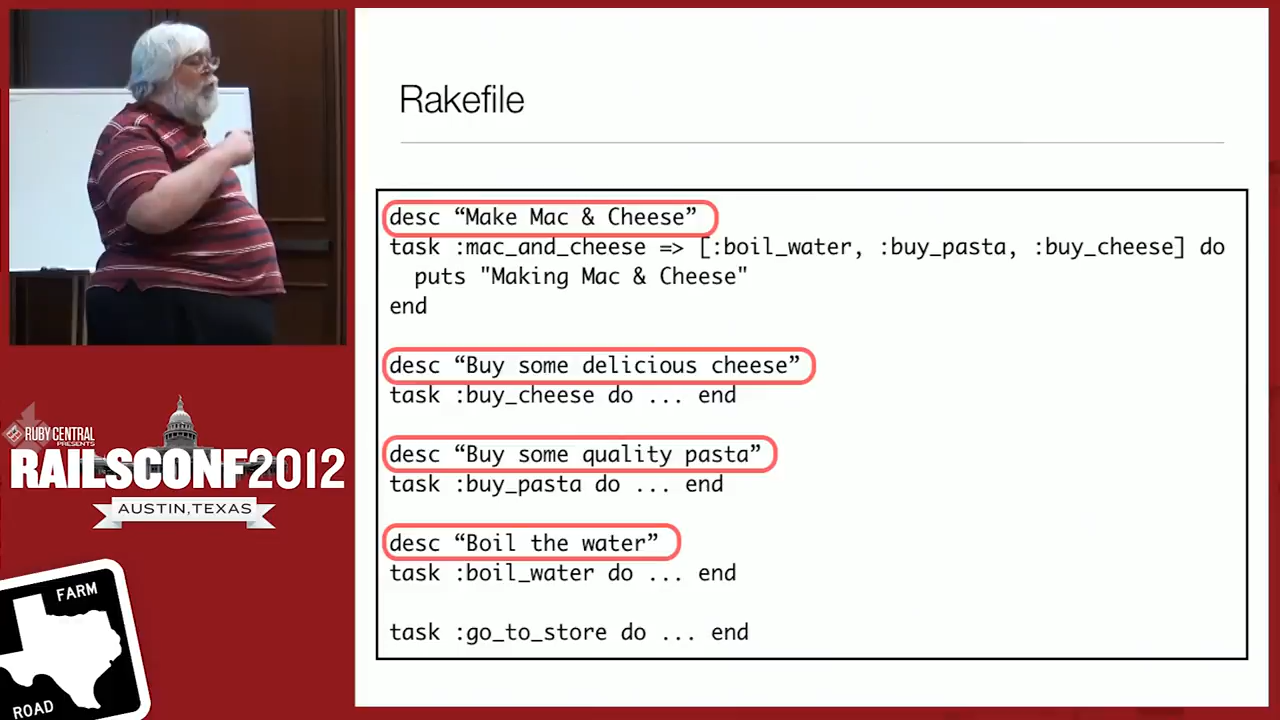 Rakefile
desc “Make Mac & Cheese”
task :mac_and_cheese => [:boil_water, :buy_pasta, :buy_cheese] do
  puts "Making Mac & Cheese"
end
desc “Buy some delicious cheese”
task :buy_cheese do ... end
desc “Buy some quality pasta”
task :buy_pasta do ... end
desc “Boil the water”
task :boil_water do ... end
task :go_to_store do ... end
RUBY CENTRAL
PRESENTS
RAILSCONF2012
AUSTIN,TEXAS
FARM
ROAD